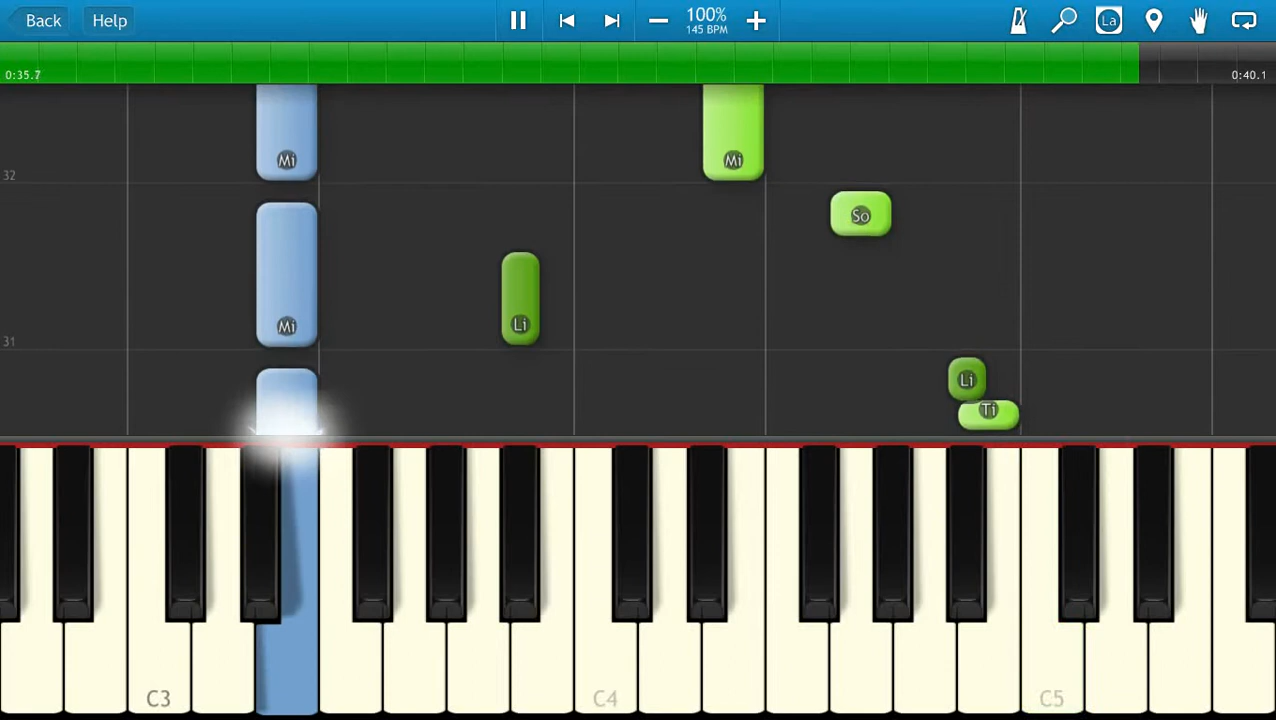 Back Help 100% La
145 BPM
0:35.7 0:40.1
Mi Mi
32
So
Mi Li
31
Li
Ti
C3 C4 C5